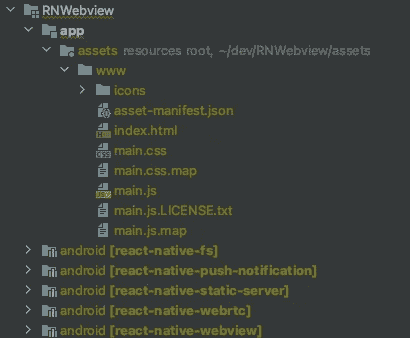 RNWebview
app
assets resources root, ~/dev/RNWebview/assets
www
icons
asset-manifest.json
index.html
main.css
main.css.map
main.js
main.js.LICENSE.txt
main.js.map
android [react-native-fs]
android [react-native-push-notification]
android [react-native-static-server]
android [react-native-webrtc]
android [react-native-webview]